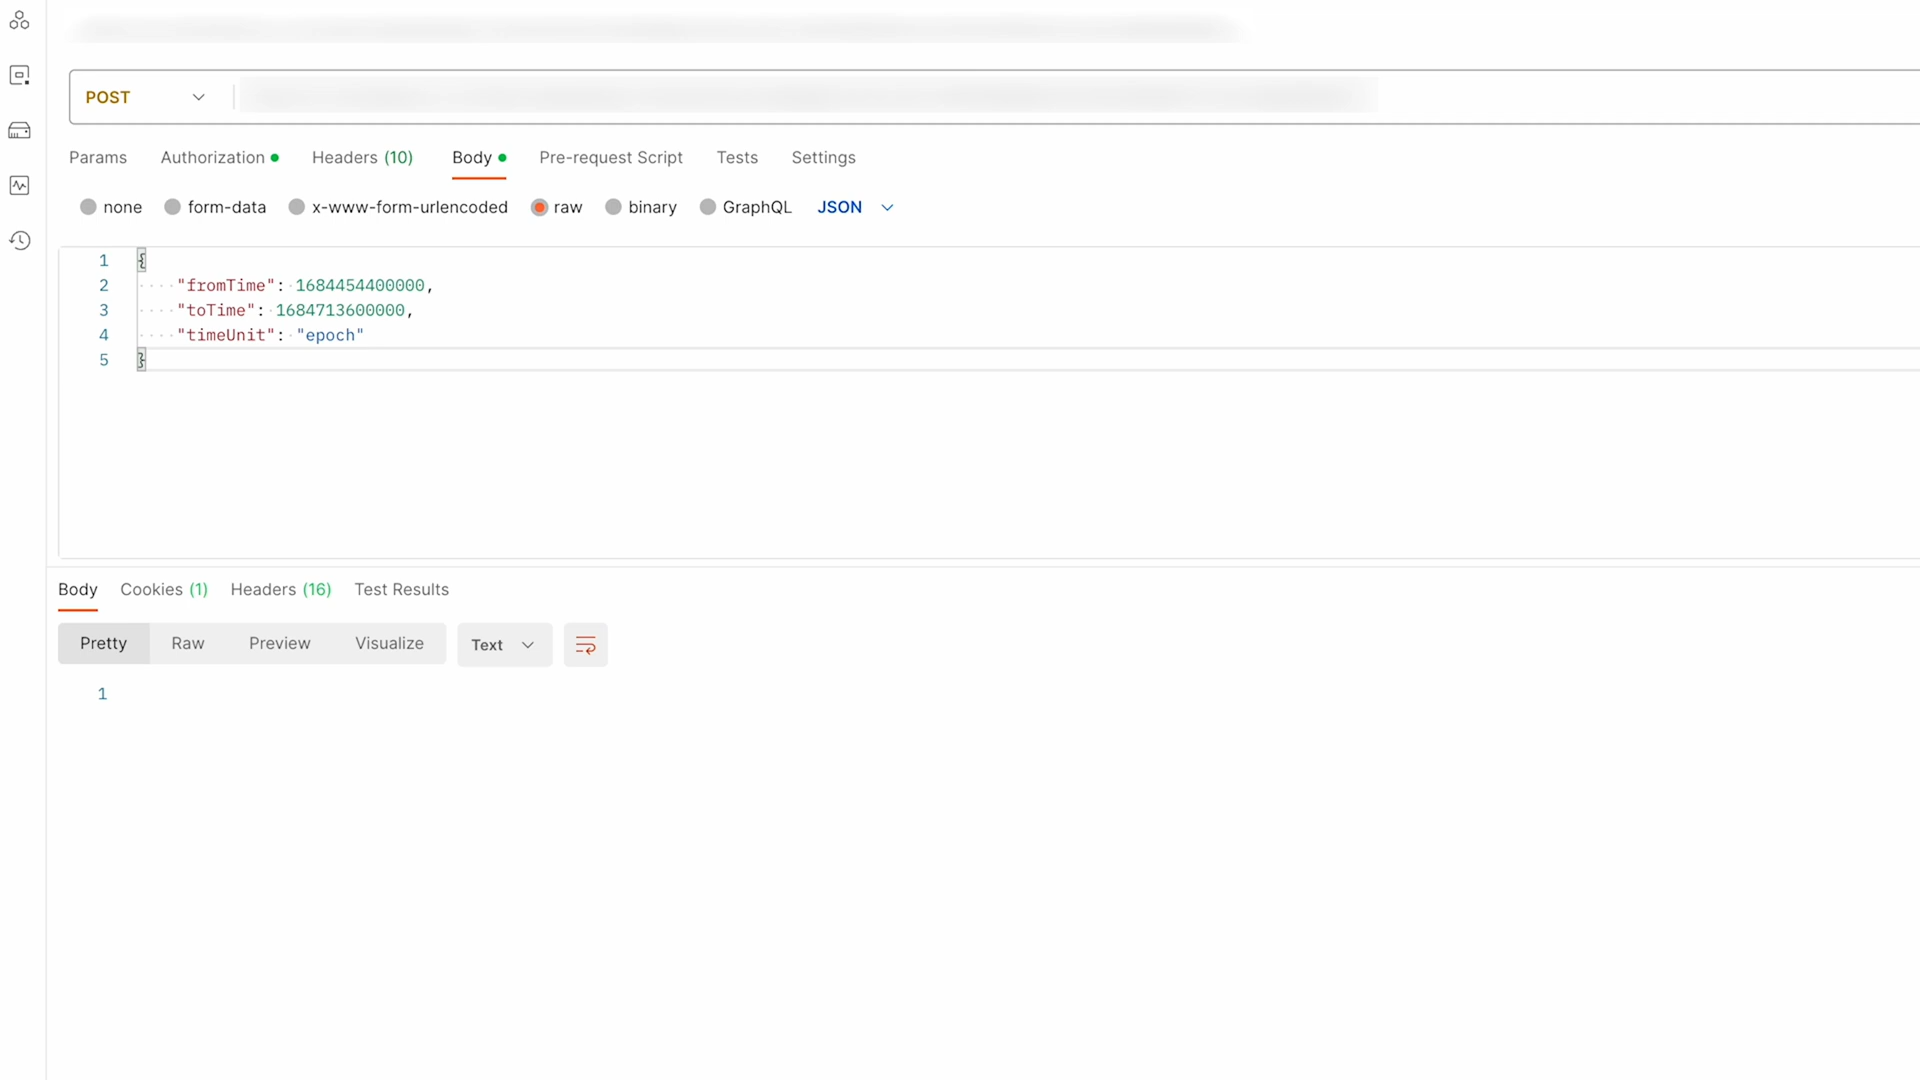 POST
Params Authorization Headers (10) Body Pre-request Script Tests Settings
none form-data x-www-form-urlencoded raw binary GraphQL JSON
1 {
2 "fromTime": 1684454400000,
3 "toTime": 1684713600000,
4 "timeUnit": "epoch"
5 }
Body Cookies (1) Headers (16) Test Results
Pretty Raw Preview Visualize Text
1